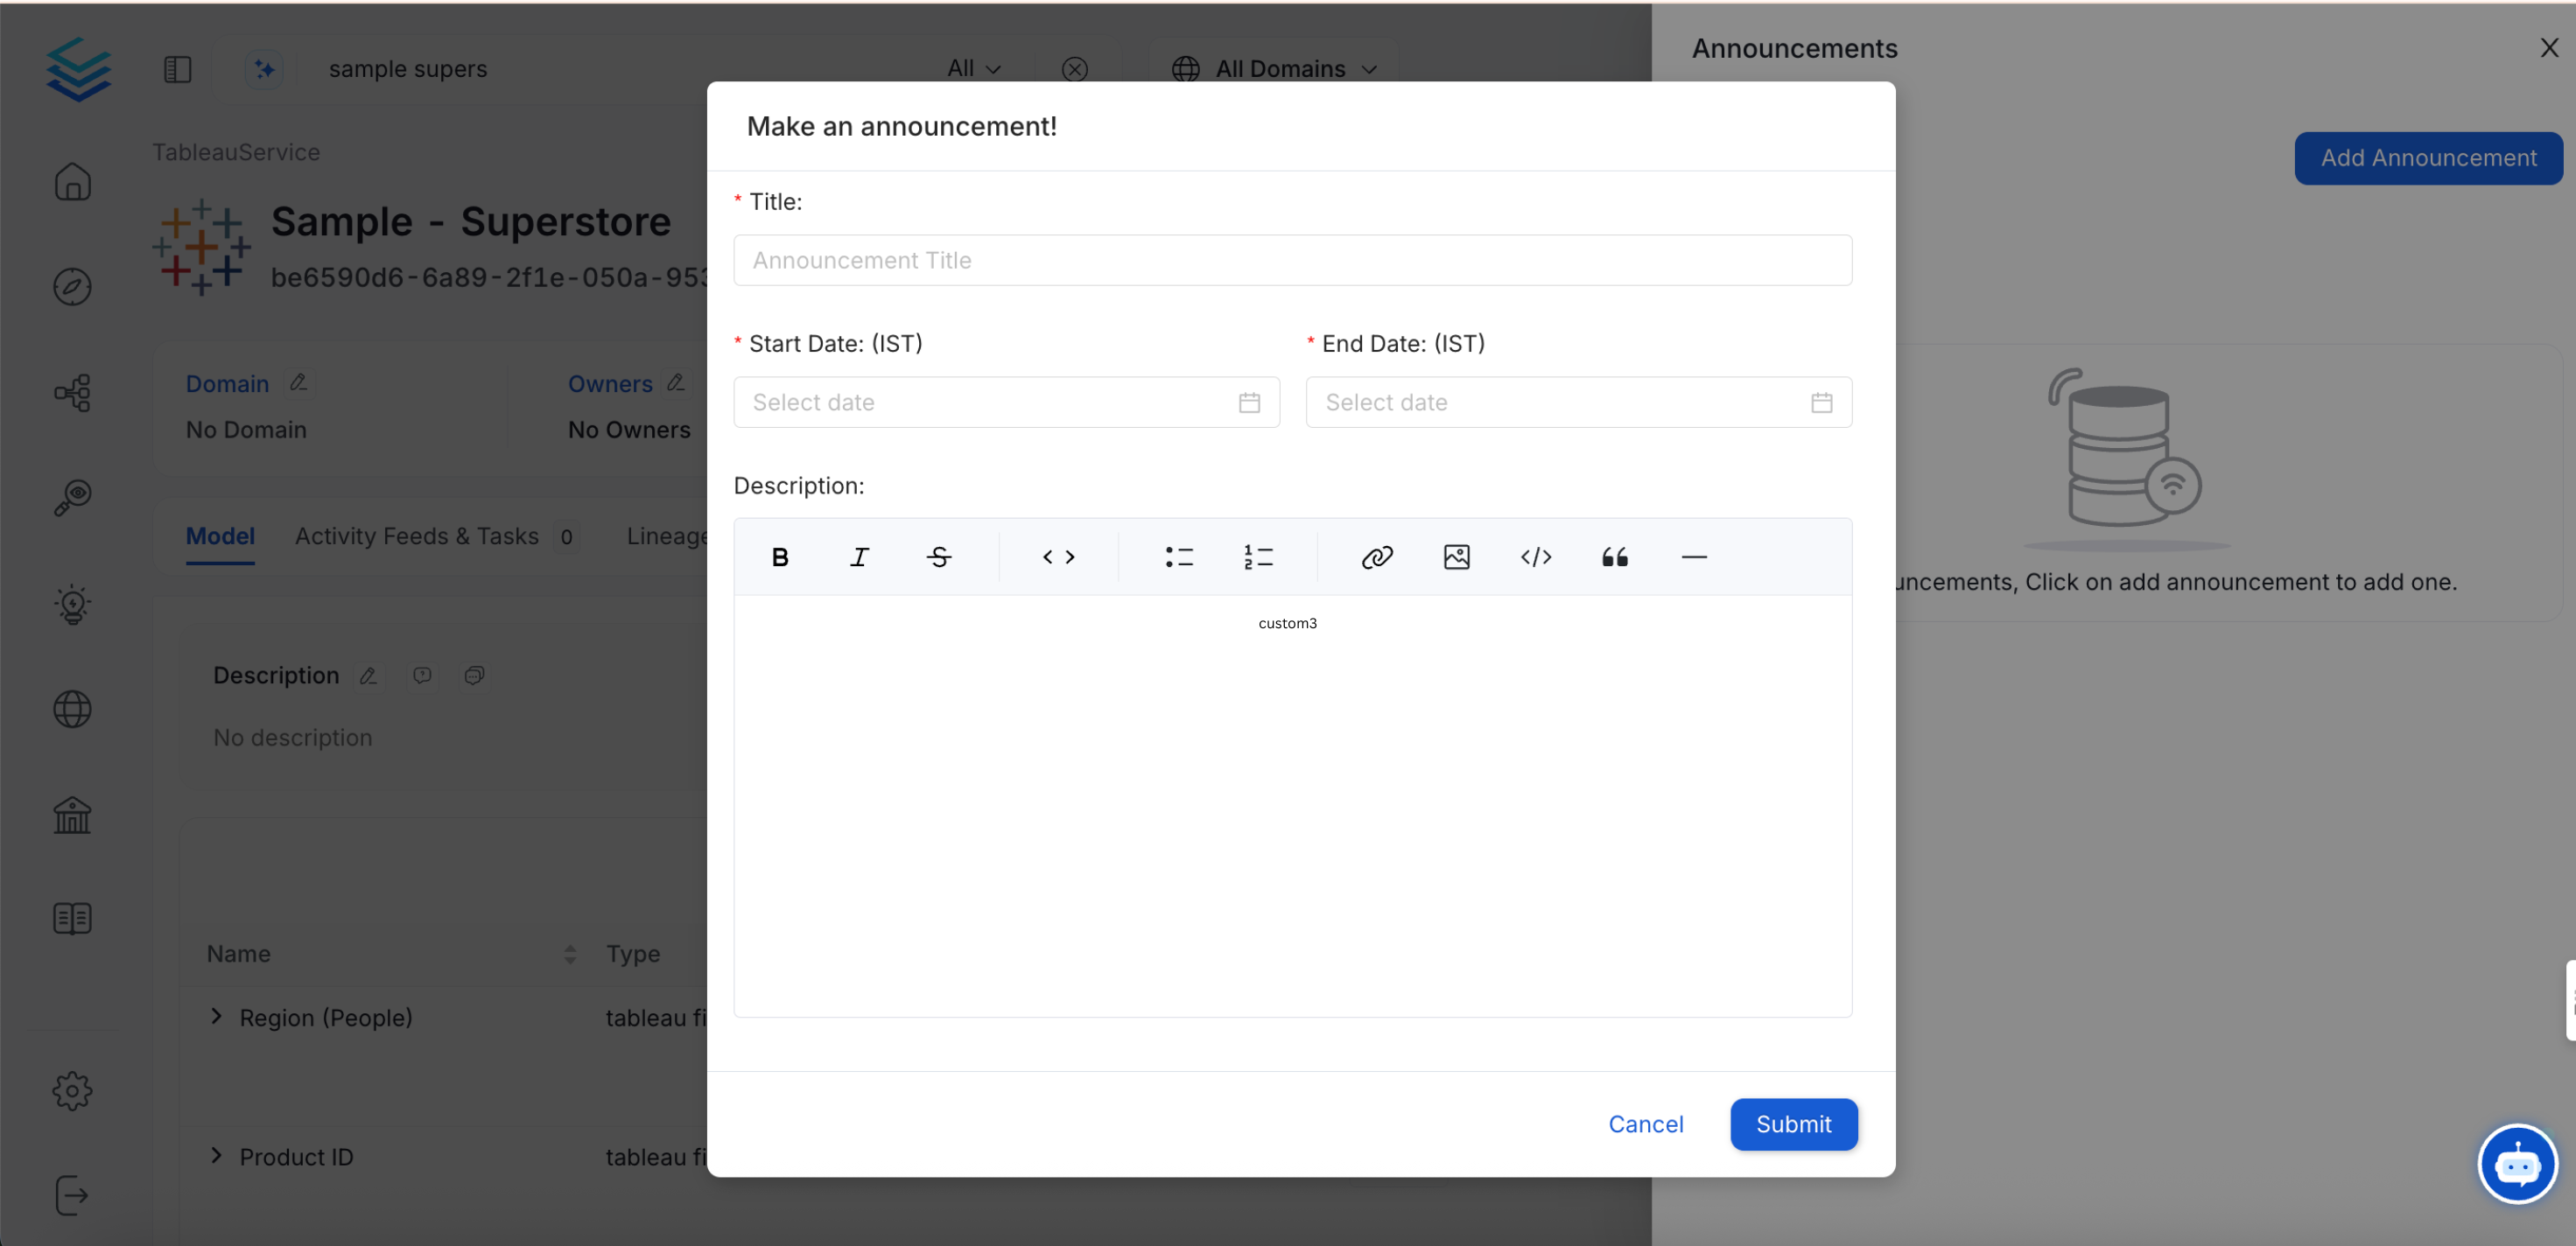 sample supers
All
All Domains
Announcements
Add Announcement
TableauService
Sample - Superstore
be6590d6-6a89-2f1e-050a-953
Domain
Owners
No Domain
No Owners
Model
Activity Feeds & Tasks 0
Lineage
Description
No description
Name
Type
Region (People)
tableau fi
Product ID
tableau fi
Make an announcement!
* Title:
Announcement Title
* Start Date: (IST)
* End Date: (IST)
Select date
Select date
Description:
custom3
Cancel
Submit
uncements, Click on add announcement to add one.